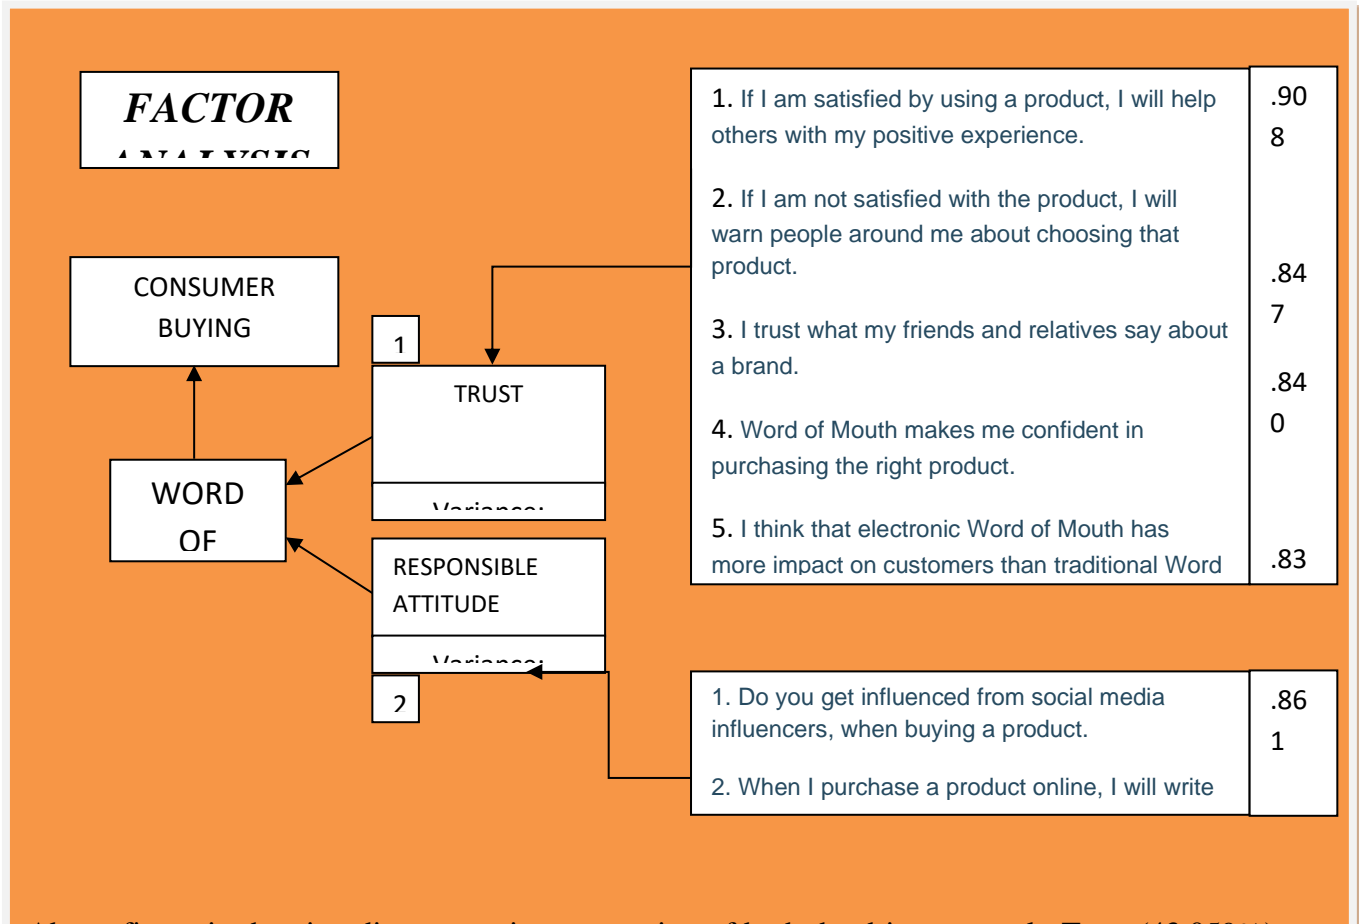 FACTOR
ANALYSIS
CONSUMER
BUYING
WORD
OF
1
TRUST
Variance:
RESPONSIBLE
ATTITUDE
Variance:
2
1. If I am satisfied by using a product, I will help
others with my positive experience.
2. If I am not satisfied with the product, I will
warn people around me about choosing that
product.
3. I trust what my friends and relatives say about
a brand.
4. Word of Mouth makes me confident in
purchasing the right product.
5. I think that electronic Word of Mouth has
more impact on customers than traditional Word
.90
8
.84
7
.84
0
.83
1. Do you get influenced from social media
influencers, when buying a product.
2. When I purchase a product online, I will write
.86
1